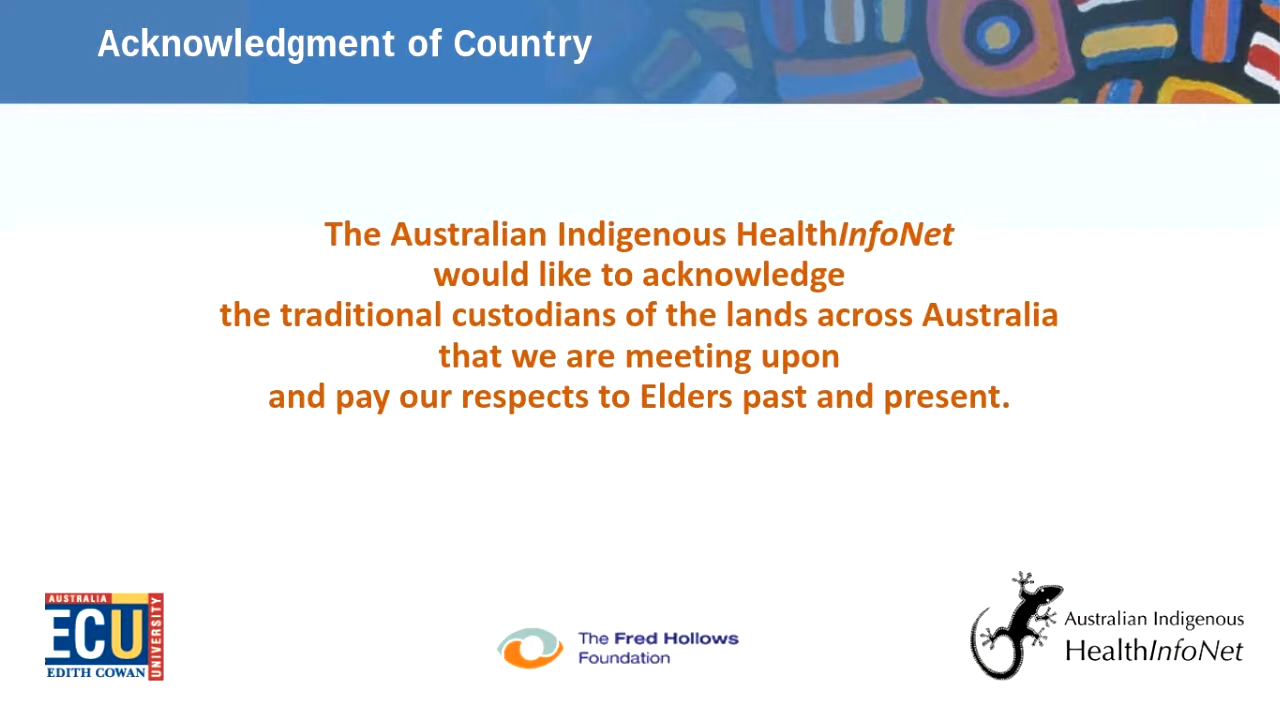 Acknowledgment of Country
The Australian Indigenous HealthInfoNet
would like to acknowledge
the traditional custodians of the lands across Australia
that we are meeting upon
and pay our respects to Elders past and present.
AUSTRALIA
ECU
EDITH COWAN
UNIVERSITY
The Fred Hollows
Foundation
Australian Indigenous
HealthInfoNet